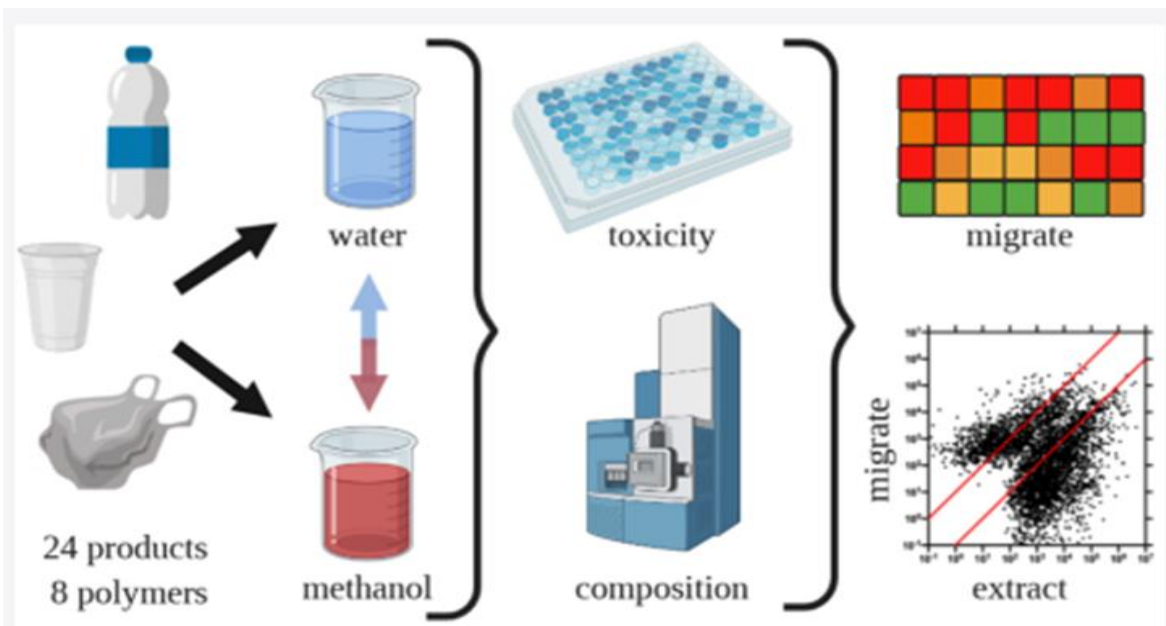 water
toxicity
migrate
24 products
8 polymers
methanol
composition
migrate
extract